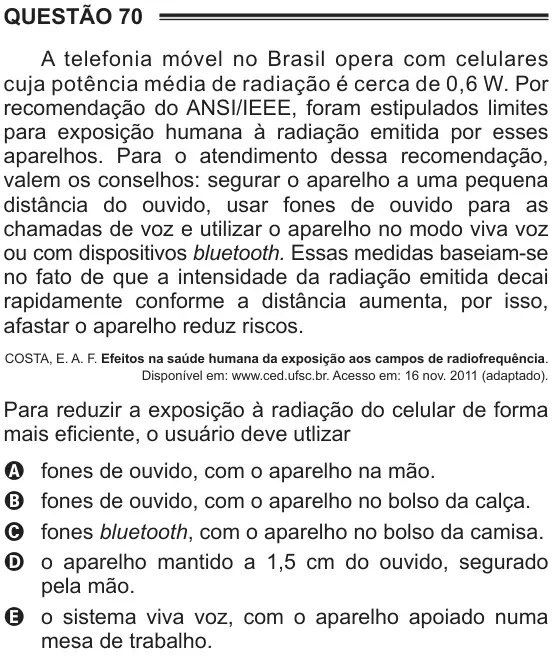 QUESTÃO 70
A telefonia móvel no Brasil opera com celulares
cuja potência média de radiação é cerca de 0,6 W. Por
recomendação do ANSI/IEEE, foram estipulados limites
para exposição humana à radiação emitida por esses
aparelhos. Para o atendimento dessa recomendação,
valem os conselhos: segurar o aparelho a uma pequena
distância do ouvido, usar fones de ouvido para as
chamadas de voz e utilizar o aparelho no modo viva voz
ou com dispositivos bluetooth. Essas medidas baseiam-se
no fato de que a intensidade da radiação emitida decai
rapidamente conforme a distância aumenta, por isso,
afastar o aparelho reduz riscos.
COSTA, E. A. F. Efeitos na saúde humana da exposição aos campos de radiofrequência.
Disponível em: www.ced.ufsc.br. Acesso em: 16 nov. 2011 (adaptado).
Para reduzir a exposição à radiação do celular de forma
mais eficiente, o usuário deve utlizar
A fones de ouvido, com o aparelho na mão.
B fones de ouvido, com o aparelho no bolso da calça.
C fones bluetooth, com o aparelho no bolso da camisa.
D o aparelho mantido a 1,5 cm do ouvido, segurado
pela mão.
E o sistema viva voz, com o aparelho apoiado numa
mesa de trabalho.